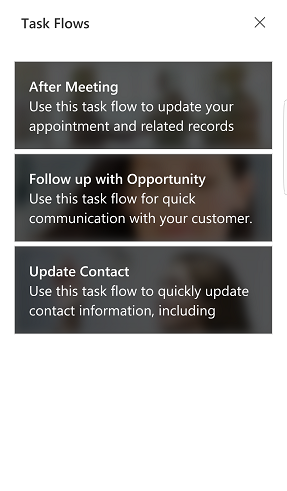 Task Flows
After Meeting
Use this task flow to update your
appointment and related records
Follow up with Opportunity
Use this task flow for quick
communication with your customer.
Update Contact
Use this task flow to quickly update
contact information, including